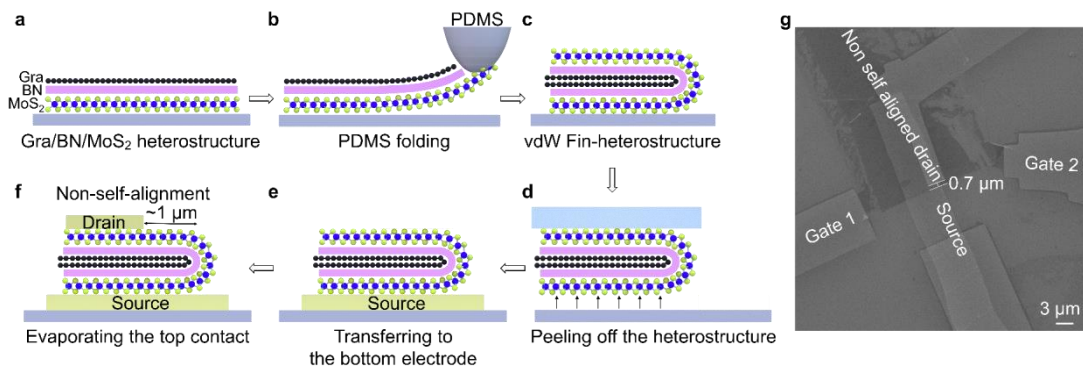 a
b
PDMS
c
g
Gra
BN
MoS₂
Gra/BN/MoS₂ heterostructure
PDMS folding
vdW Fin-heterostructure
f
Non-self-alignment
~1 μm
Drain
Source
Evaporating the top contact
e
Source
Transferring to
the bottom electrode
d
Peeling off the heterostructure
Non self aligned drain
0.7 μm
Gate 2
Gate 1
Source
3 μm